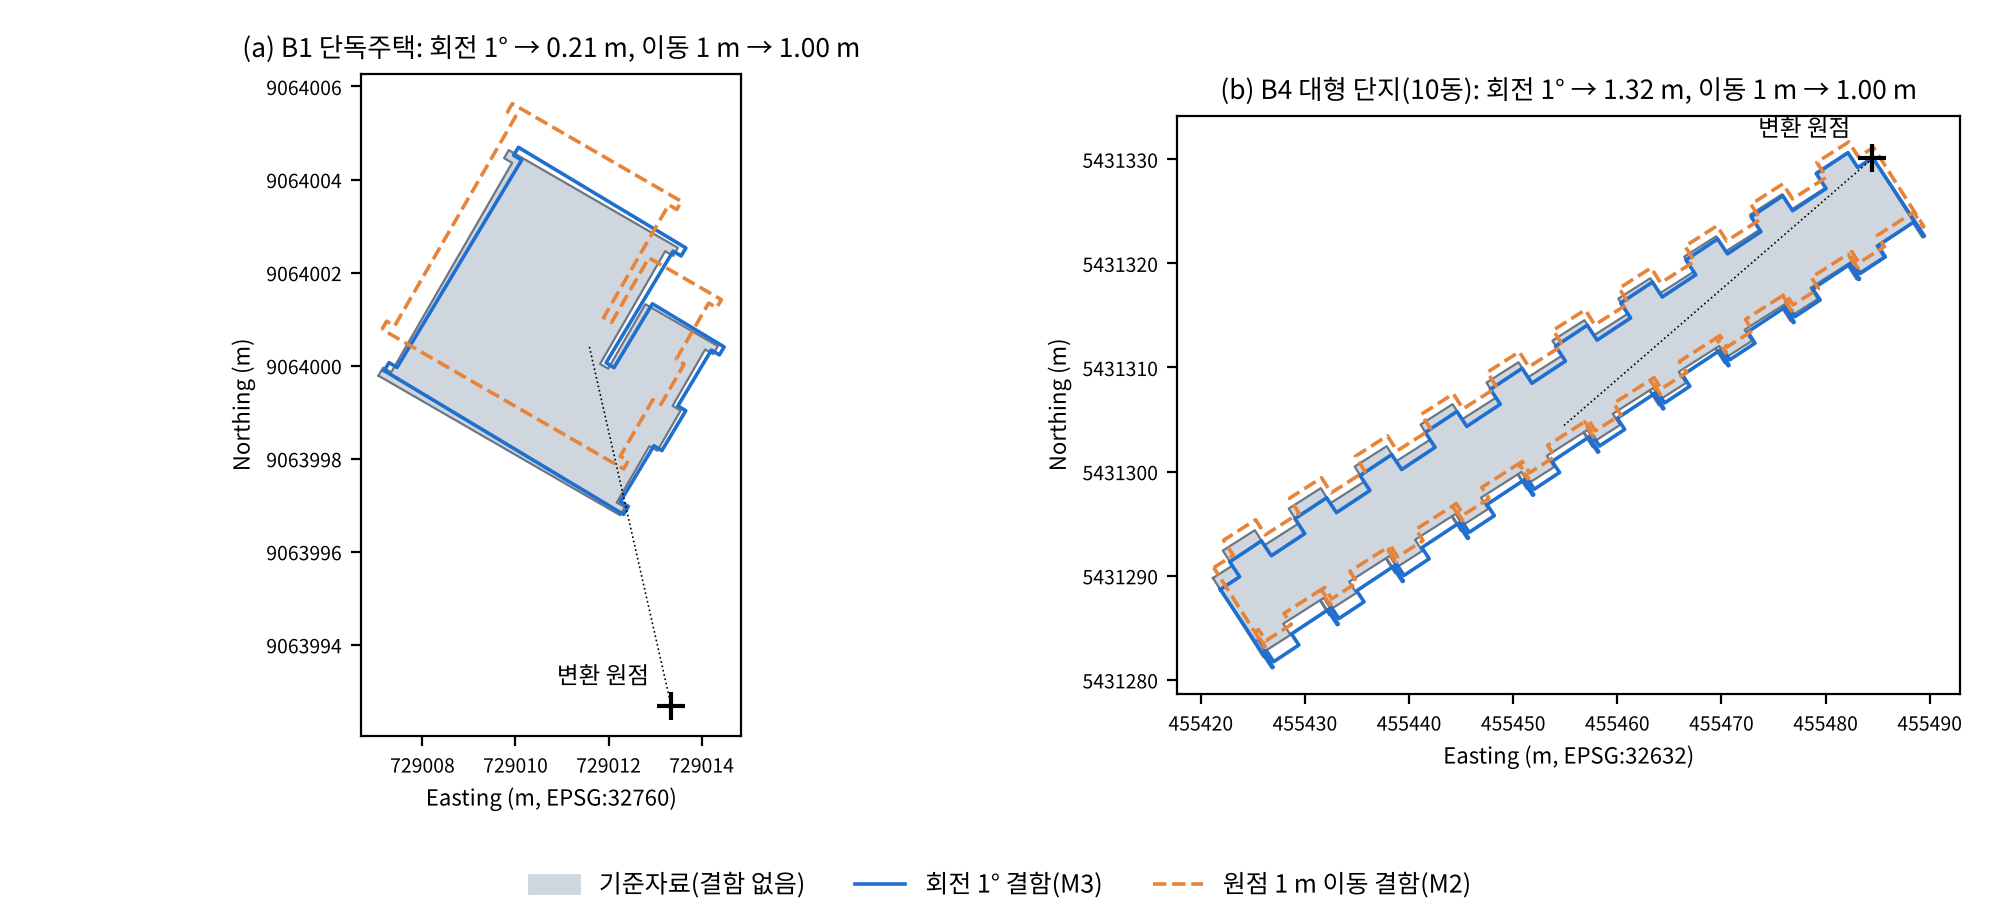 (a) B1 단독주택: 회전 1° → 0.21 m, 이동 1 m → 1.00 m
9064006
9064004
9064002
9064000
9063998
9063996
9063994
Northing (m)
변환 원점
729008 729010 729012 729014
Easting (m, EPSG:32760)
(b) B4 대형 단지(10동): 회전 1° → 1.32 m, 이동 1 m → 1.00 m
변환 원점
5431330
5431320
5431310
5431300
5431290
5431280
Northing (m)
455420 455430 455440 455450 455460 455470 455480 455490
Easting (m, EPSG:32632)
기준자료(결함 없음) 회전 1° 결함(M3) 원점 1 m 이동 결함(M2)